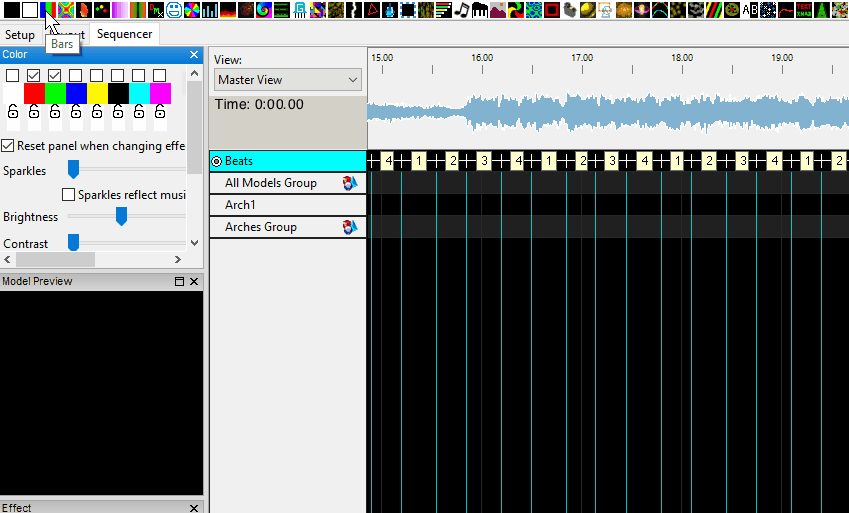 Setup
Layout
Sequencer
Bars
Color
Reset panel when changing effe
Sparkles
Sparkles reflect musi
Brightness
Contrast
Model Preview
Effect
View:
Master View
Time: 0:00.00
15.00 16.00 17.00 18.00 19.00
Beats
4 1 2 3 4 1 2 3 4 1 2 3 4 1 2
All Models Group
Arch1
Arches Group